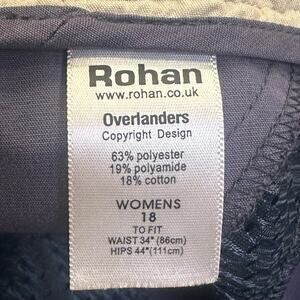 Rohan
www.rohan.co.uk
Overlanders
Copyright Design
63% polyester
19% polyamide
18% cotton
WOMENS
18
TO FIT
WAIST 34" (86cm)
HIPS 44" (111cm)